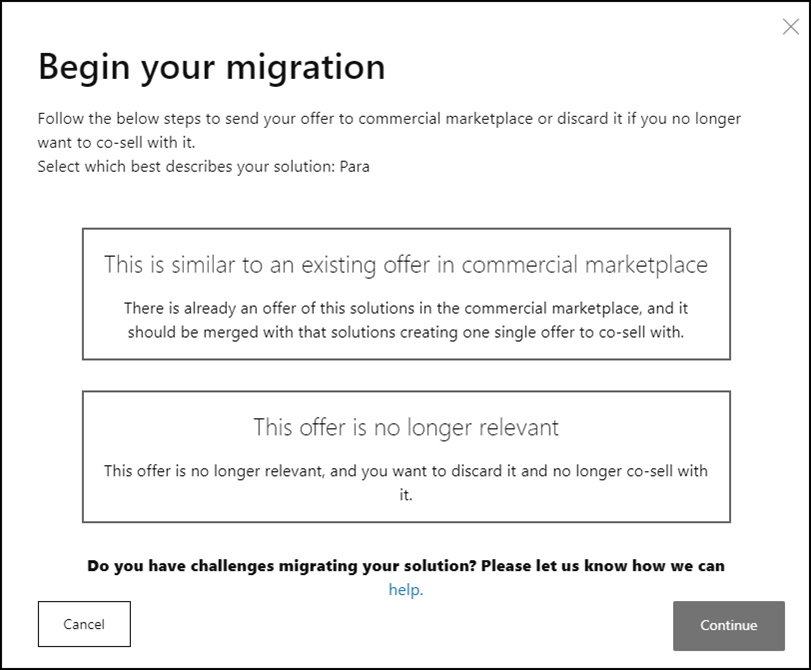 Begin your migration
Follow the below steps to send your offer to commercial marketplace or discard it if you no longer
want to co-sell with it.
Select which best describes your solution: Para
This is similar to an existing offer in commercial marketplace
There is already an offer of this solutions in the commercial marketplace, and it
should be merged with that solutions creating one single offer to co-sell with.
This offer is no longer relevant
This offer is no longer relevant, and you want to discard it and no longer co-sell with
it.
Do you have challenges migrating your solution? Please let us know how we can
help.
Cancel
Continue